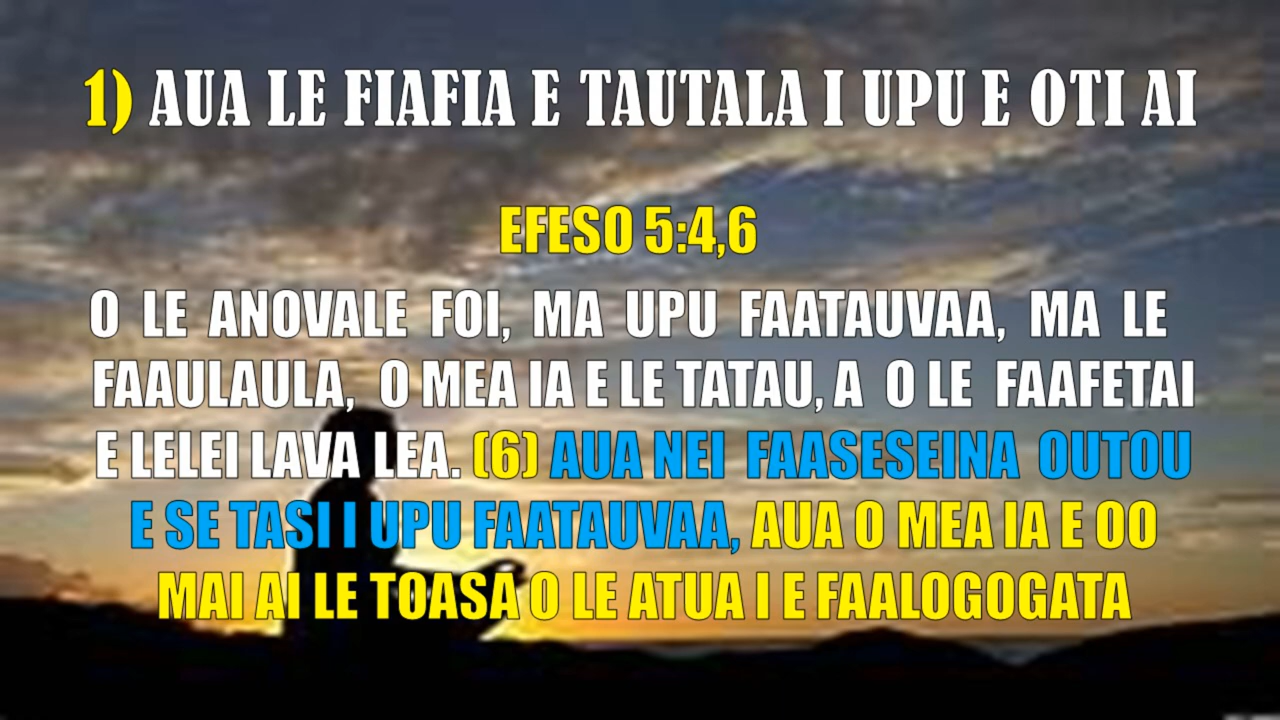 1) AUA LE FIAFIA E TAUTALA I UPU E OTI AI
EFESO 5:4,6
O LE ANOVALE FOI, MA UPU FAATAUVAA, MA LE
FAAULAULA, O MEA IA E LE TATAU, A O LE FAAFETAI
E LELEI LAVA LEA. (6) AUA NEI FAASESEINA OUTOU
E SE TASI I UPU FAATAUVAA, AUA O MEA IA E OO
MAI AI LE TOASA O LE ATUA I E FAALOGOGATA